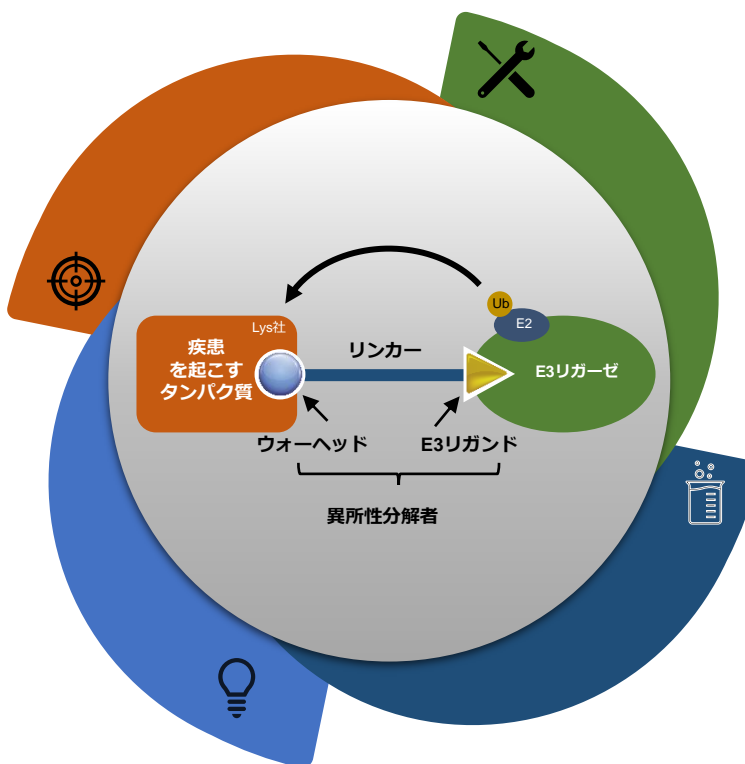 Ub
E2
Lys社
疾患
を起こす
タンパク質
リンカー
E3リガーゼ
ウォーヘッド
E3リガンド
異所性分解者